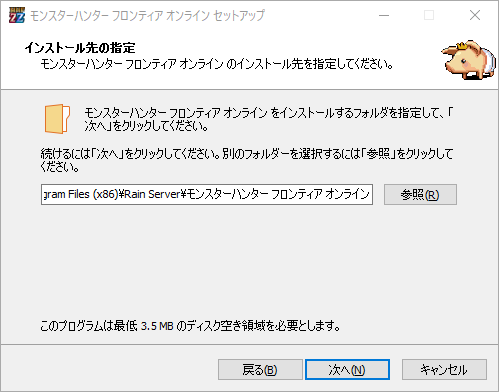 モンスターハンター フロンティア オンライン セットアップ
インストール先の指定
モンスターハンター フロンティア オンライン のインストール先を指定してください。
モンスターハンター フロンティア オンライン をインストールするフォルダを指定して、「
次へ」をクリックしてください。
続けるには「次へ」をクリックしてください。別のフォルダーを選択するには「参照」をクリックして
ください。
gram Files (x86)¥Rain Server¥モンスターハンター フロンティア オンライン
参照(R)
このプログラムは最低 3.5 MB のディスク空き領域を必要とします。
戻る(B)
次へ(N)
キャンセル